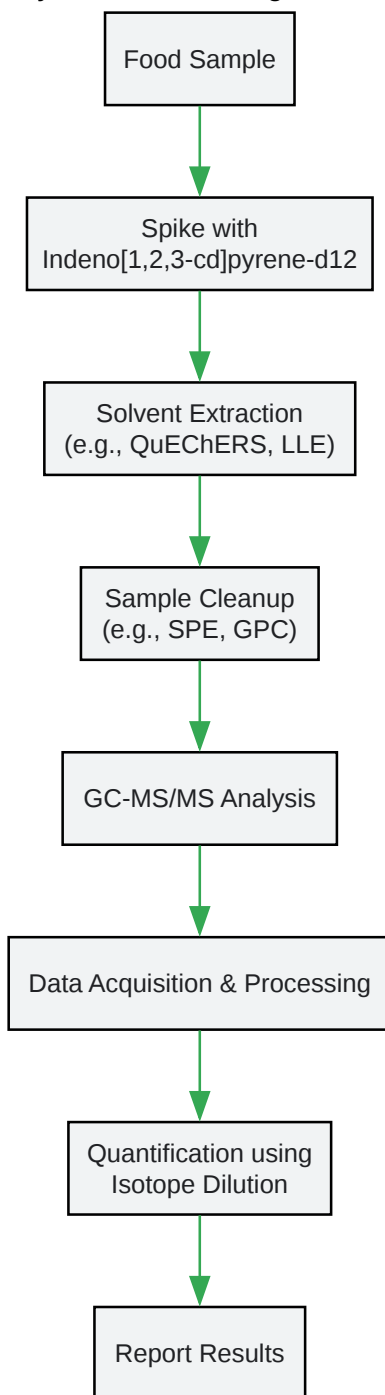 Food Sample
Spike with
Indeno[1,2,3-cd]pyrene-d12
Solvent Extraction
(e.g., QuEChERS, LLE)
Sample Cleanup
(e.g., SPE, GPC)
GC-MS/MS Analysis
Data Acquisition & Processing
Quantification using
Isotope Dilution
Report Results